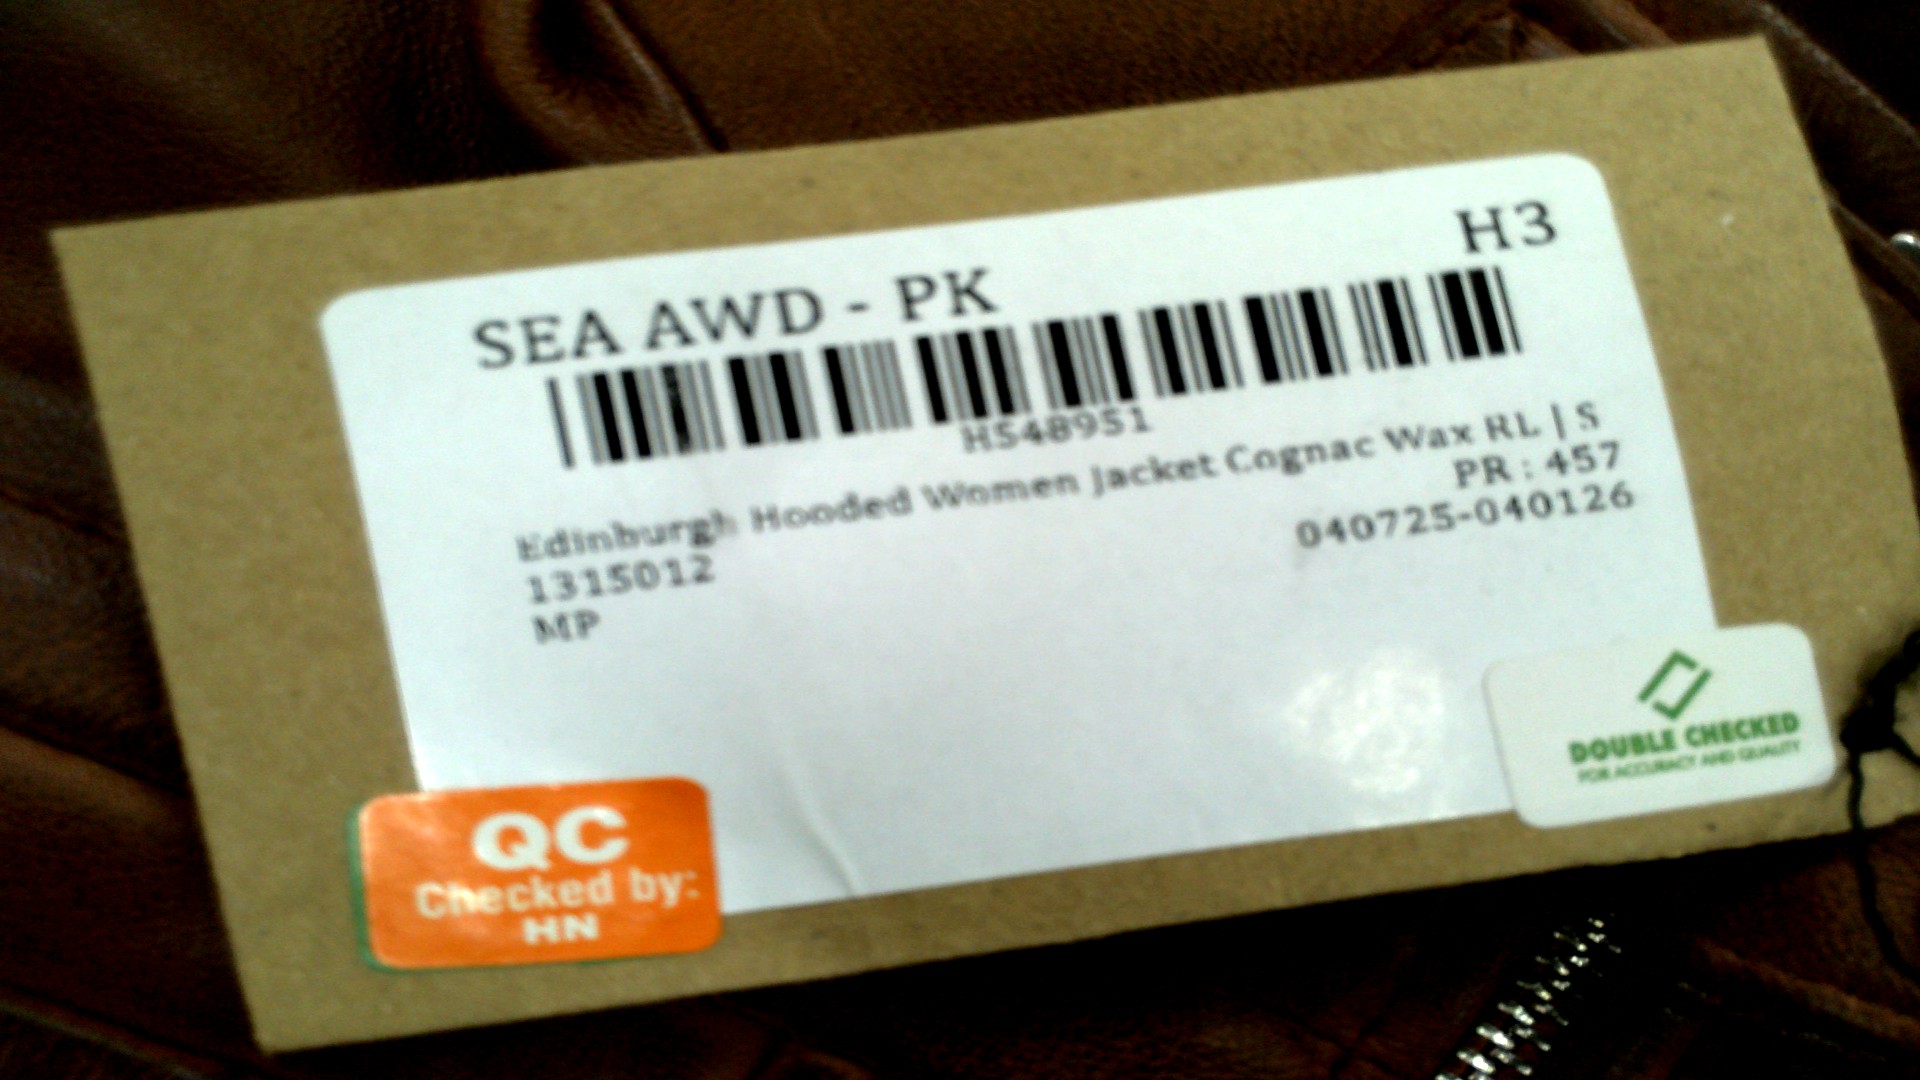 H3
SEA AWD - PK
H548951
Edinburgh Hooded Women Jacket Cognac Wax RL | S
PR : 457
1315012
040725-040126
MP
DOUBLE CHECKED
FOR ACCURACY AND QUALITY
QC
Checked by:
HN